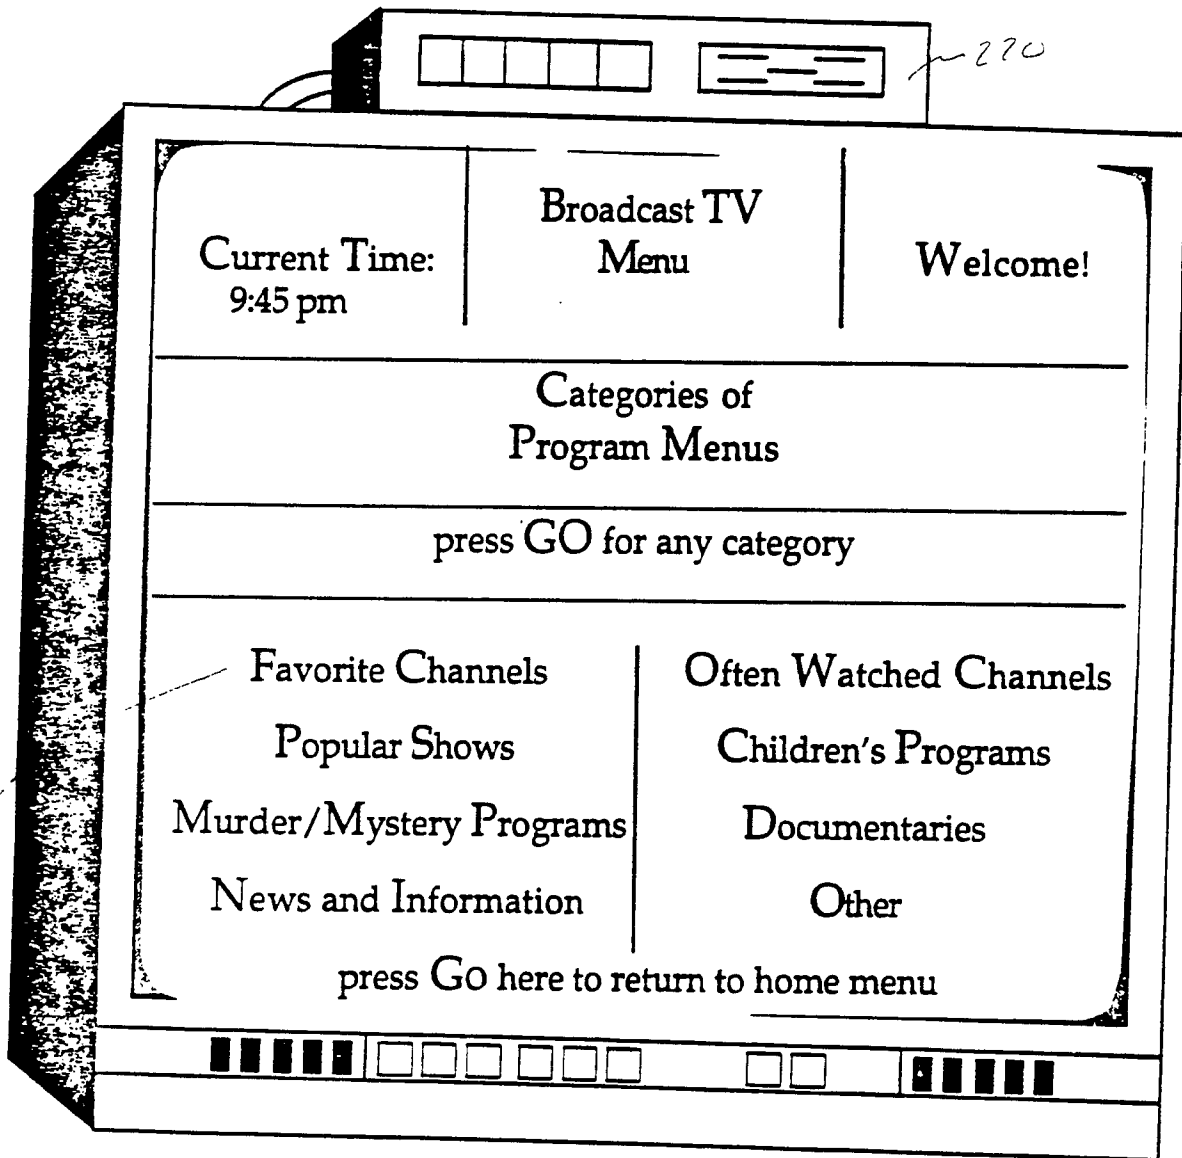 220
Current Time:
9:45 pm
Broadcast TV
Menu
Welcome!
Categories of
Program Menus
press GO for any category
Favorite Channels
Popular Shows
Murder/Mystery Programs
News and Information
Often Watched Channels
Children's Programs
Documentaries
Other
press GO here to return to home menu